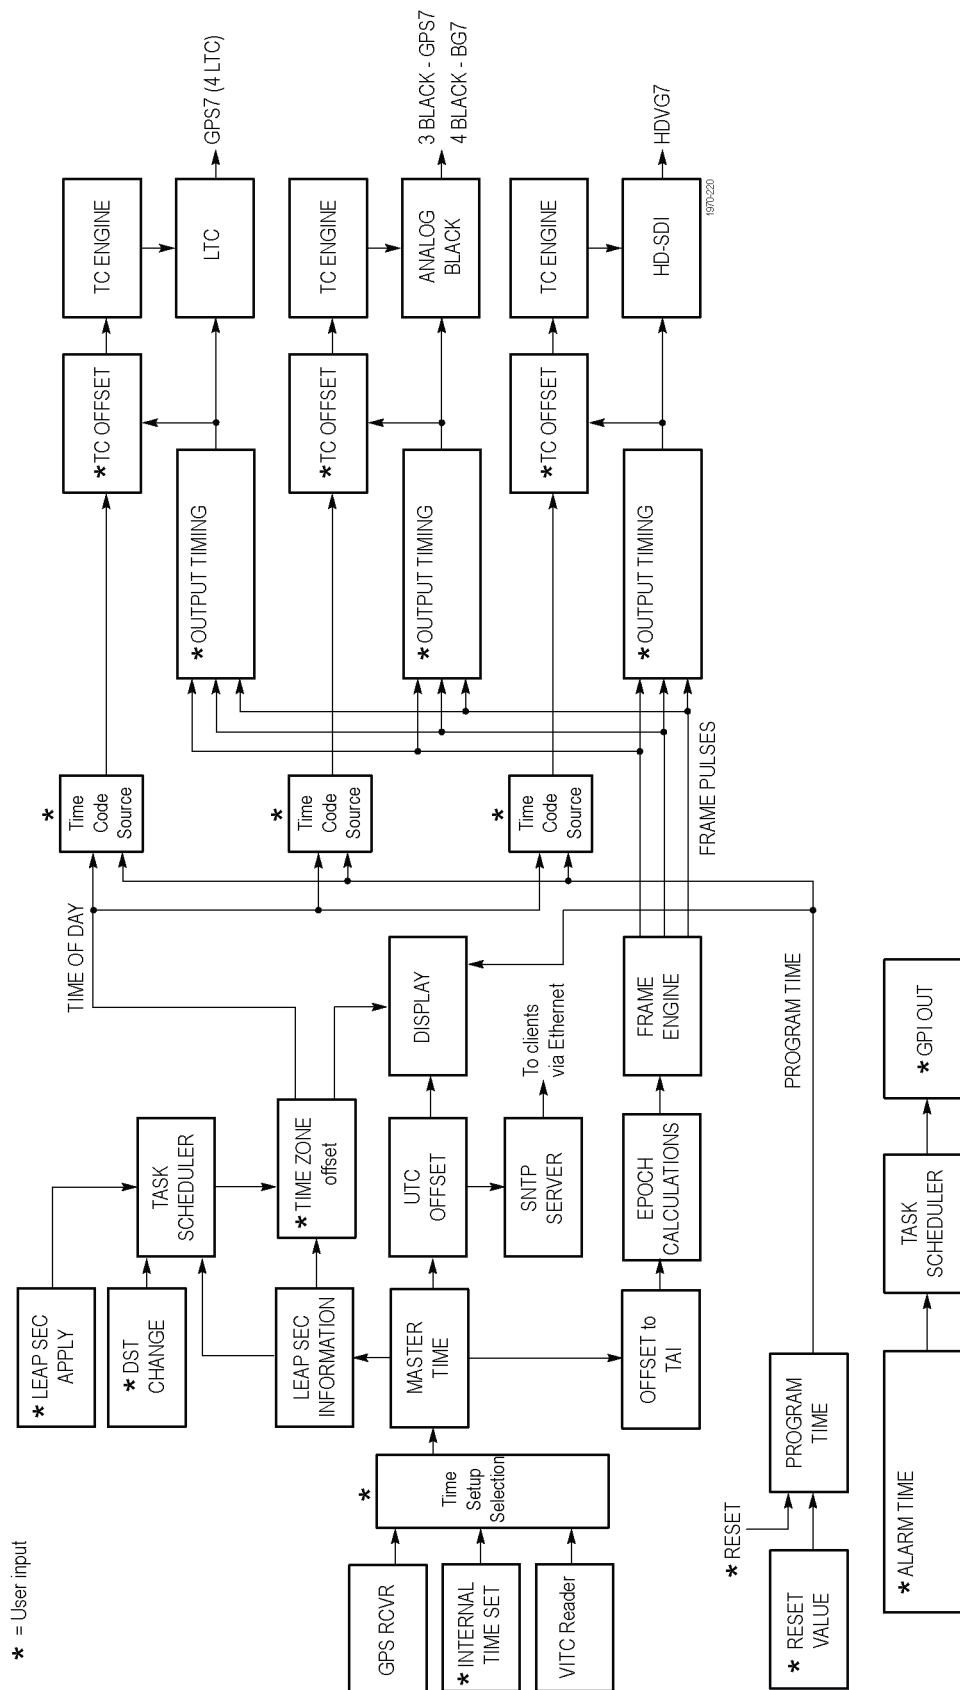 * = User input
* LEAP SEC
APPLY
* DST
CHANGE
TASK
SCHEDULER
LEAP SEC
INFORMATION
* TIME ZONE
offset
TIME OF DAY
GPS RCVR
* INTERNAL
TIME SET
VITC Reader
*
Time
Setup
Selection
MASTER
TIME
UTC
OFFSET
DISPLAY
SNTP
SERVER
To clients
via Ethernet
OFFSET to
TAI
EPOCH
CALCULATIONS
FRAME
ENGINE
FRAME PULSES
*
Time
Code
Source
*
Time
Code
Source
*
Time
Code
Source
* OUTPUT TIMING
* OUTPUT TIMING
* OUTPUT TIMING
* TC OFFSET
* TC OFFSET
* TC OFFSET
TC ENGINE
TC ENGINE
TC ENGINE
LTC
GPS7 (4 LTC)
ANALOG
BLACK
3 BLACK - GPS7
4 BLACK - BG7
HD-SDI
HDVG7
1970-220
* RESET
* RESET
VALUE
PROGRAM
TIME
PROGRAM TIME
* ALARM TIME
TASK
SCHEDULER
* GPI OUT